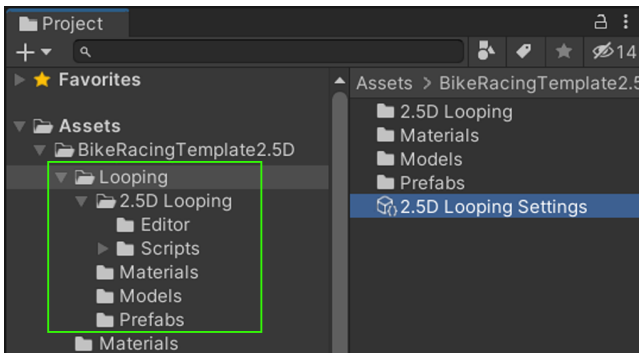 Project
14
Favorites
Assets
BikeRacingTemplate2.5D
Looping
2.5D Looping
Editor
Scripts
Materials
Models
Prefabs
Materials
Assets > BikeRacingTemplate2.5
2.5D Looping
Materials
Models
Prefabs
2.5D Looping Settings